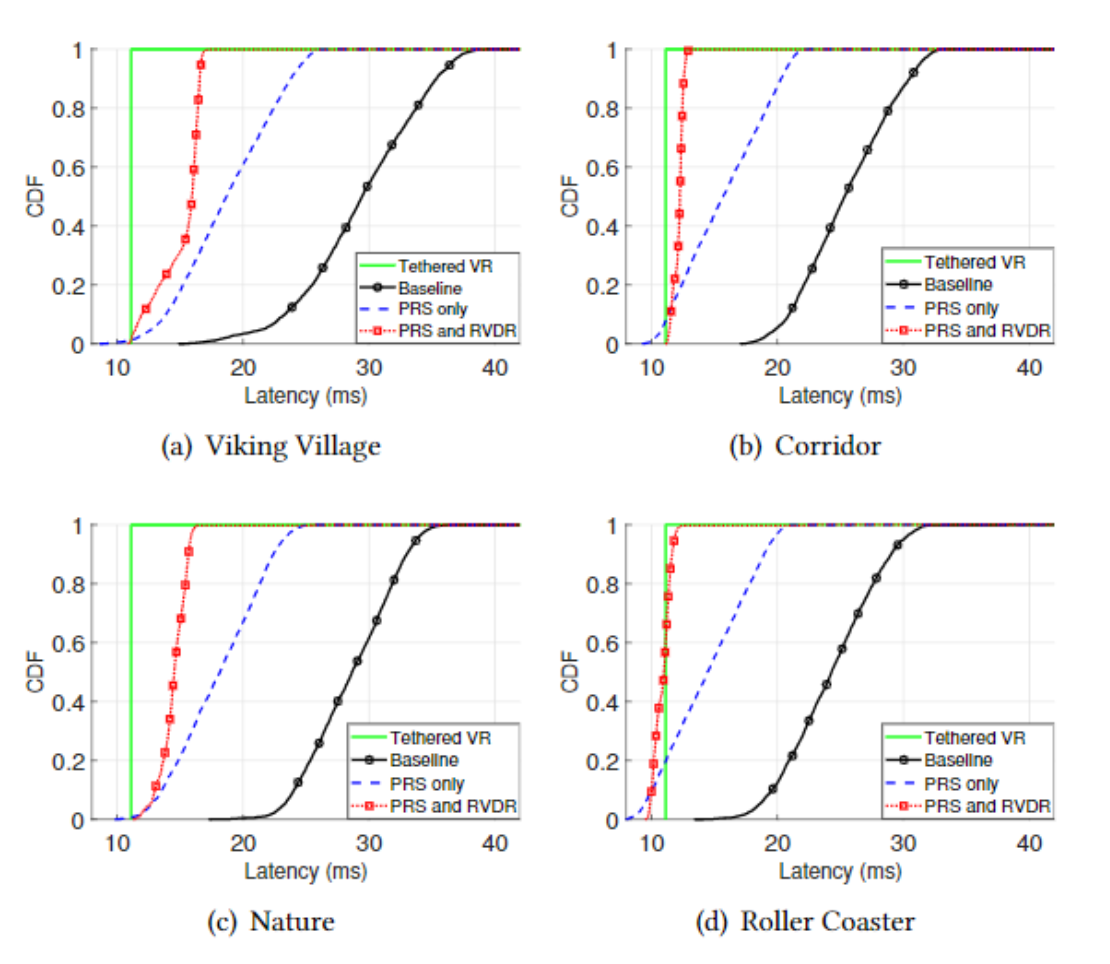 1
0.8
0.6
0.4
0.2
0
CDF
10 20 30 40
Latency (ms)
Tethered VR
Baseline
PRS only
PRS and RVDR
(a) Viking Village
1
0.8
0.6
0.4
0.2
0
CDF
10 20 30 40
Latency (ms)
Tethered VR
Baseline
PRS only
PRS and RVDR
(b) Corridor
1
0.8
0.6
0.4
0.2
0
CDF
10 20 30 40
Latency (ms)
Tethered VR
Baseline
PRS only
PRS and RVDR
(c) Nature
1
0.8
0.6
0.4
0.2
0
CDF
10 20 30 40
Latency (ms)
Tethered VR
Baseline
PRS only
PRS and RVDR
(d) Roller Coaster